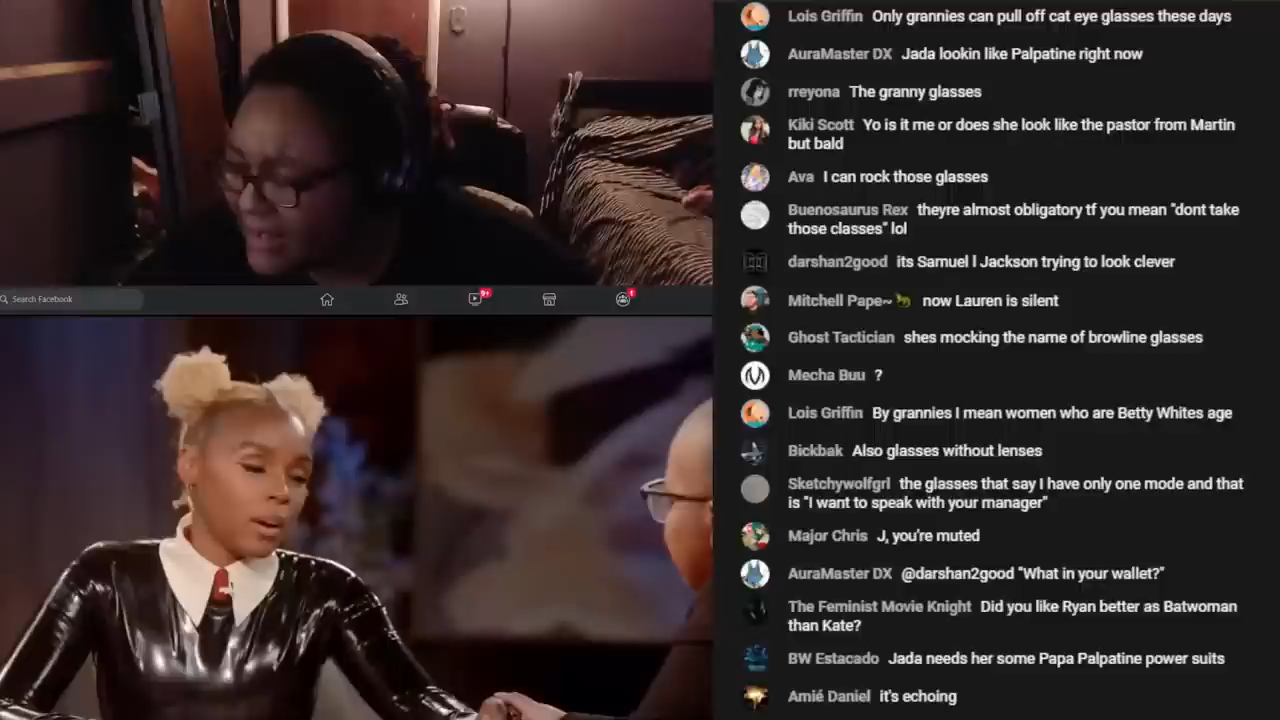 Lois Griffin Only grannies can pull off cat eye glasses these days
AuraMaster DX Jada lookin like Palpatine right now
rreyona The granny glasses
Kiki Scott Yo is it me or does she look like the pastor from Martin
but bald
Ava I can rock those glasses
Buenosaurus Rex theyre almost obligatory tf you mean "dont take
those classes" lol
darshan2good its Samuel l Jackson trying to look clever
Mitchell Pape~ now Lauren is silent
Ghost Tactician shes mocking the name of browline glasses
Mecha Buu ?
Lois Griffin By grannies I mean women who are Betty Whites age
Bickbak Also glasses without lenses
Sketchywolfgrl the glasses that say I have only one mode and that
is "I want to speak with your manager"
Major Chris J, you're muted
AuraMaster DX @darshan2good "What in your wallet?"
The Feminist Movie Knight Did you like Ryan better as Batwoman
than Kate?
BW Estacado Jada needs her some Papa Palpatine power suits
Amié Daniel it's echoing
Search Facebook
9+
1